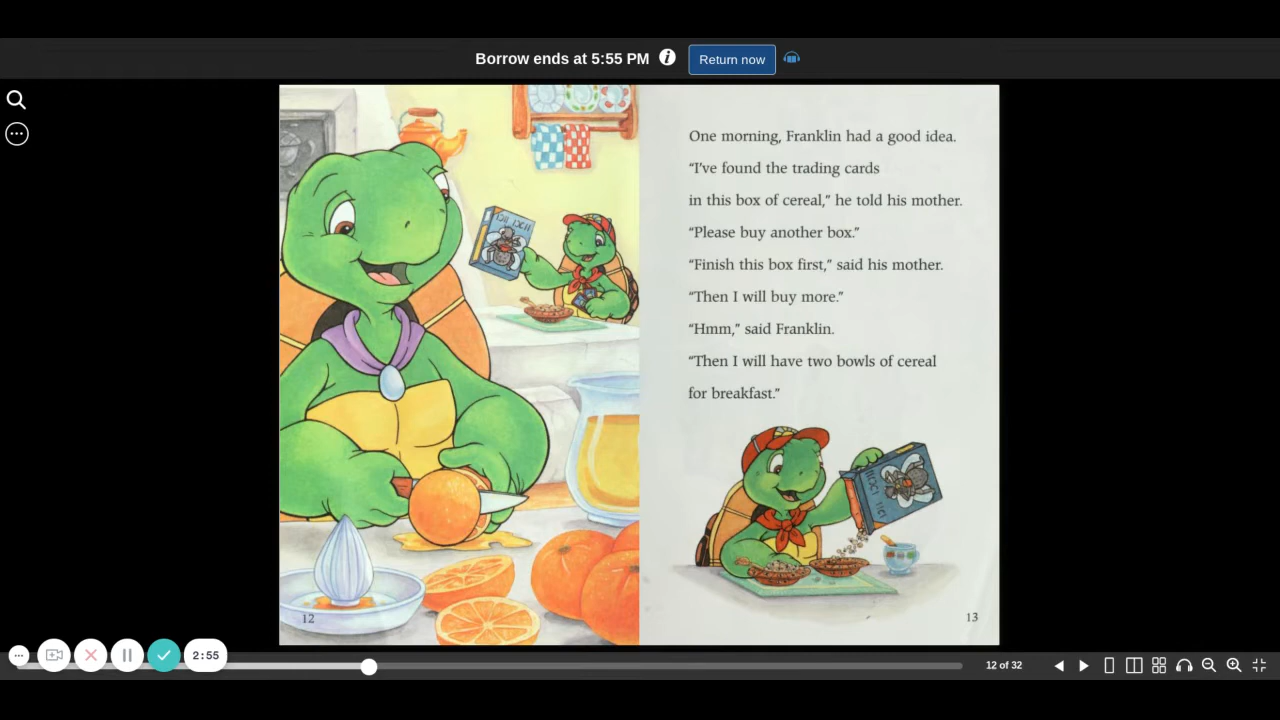 Borrow ends at 5:55 PM
Return now
One morning, Franklin had a good idea.
“I’ve found the trading cards
in this box of cereal,” he told his mother.
“Please buy another box.”
“Finish this box first,” said his mother.
“Then I will buy more.”
“Hmm,” said Franklin.
“Then I will have two bowls of cereal
for breakfast.”
12
13
2:55
12 of 32